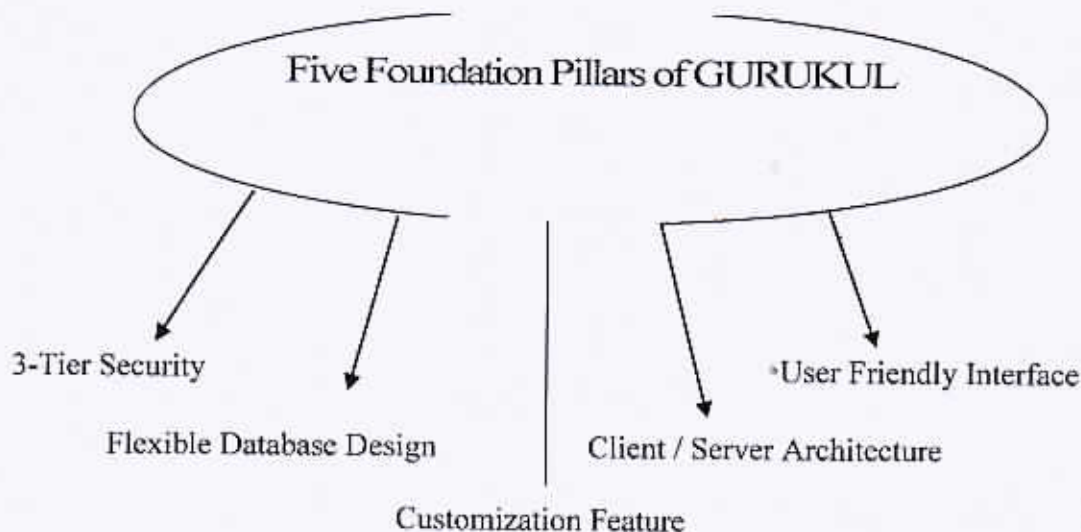 Five Foundation Pillars of GURUKUL
3-Tier Security
User Friendly Interface
Flexible Database Design
Client / Server Architecture
Customization Feature